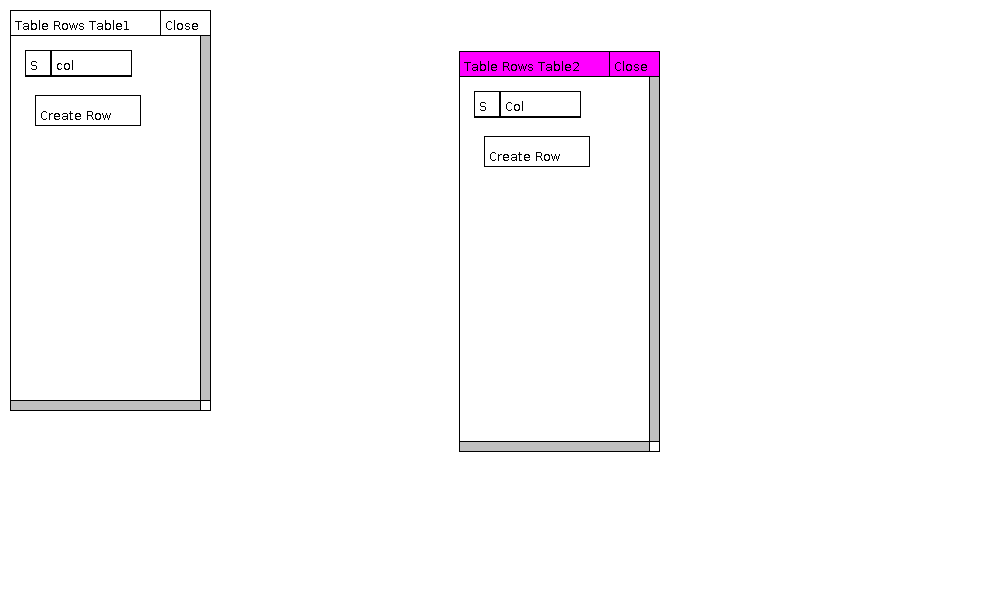 Table Rows Table1 Close
S col
Create Row
Table Rows Table2 Close
S Col
Create Row